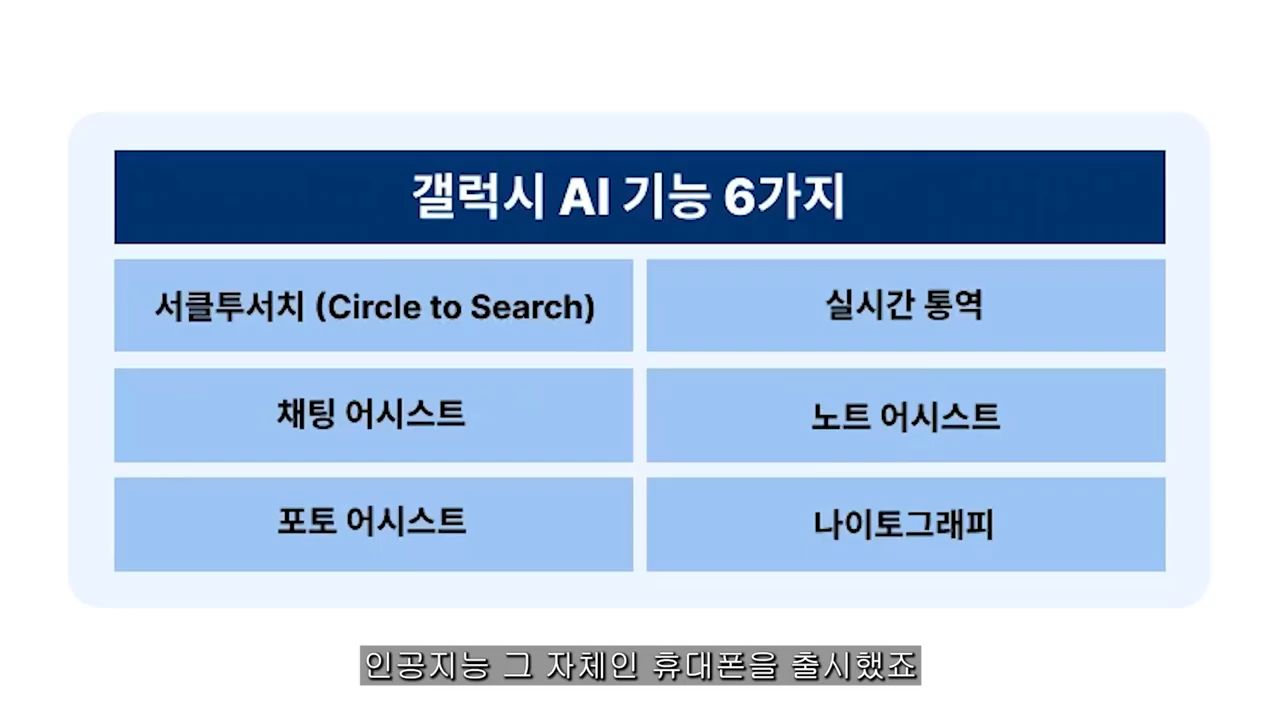 갤럭시 AI 기능 6가지
서클투서치 (Circle to Search)
실시간 통역
채팅 어시스트
노트 어시스트
포토 어시스트
나이토그래피
인공지능 그 자체인 휴대폰을 출시했죠